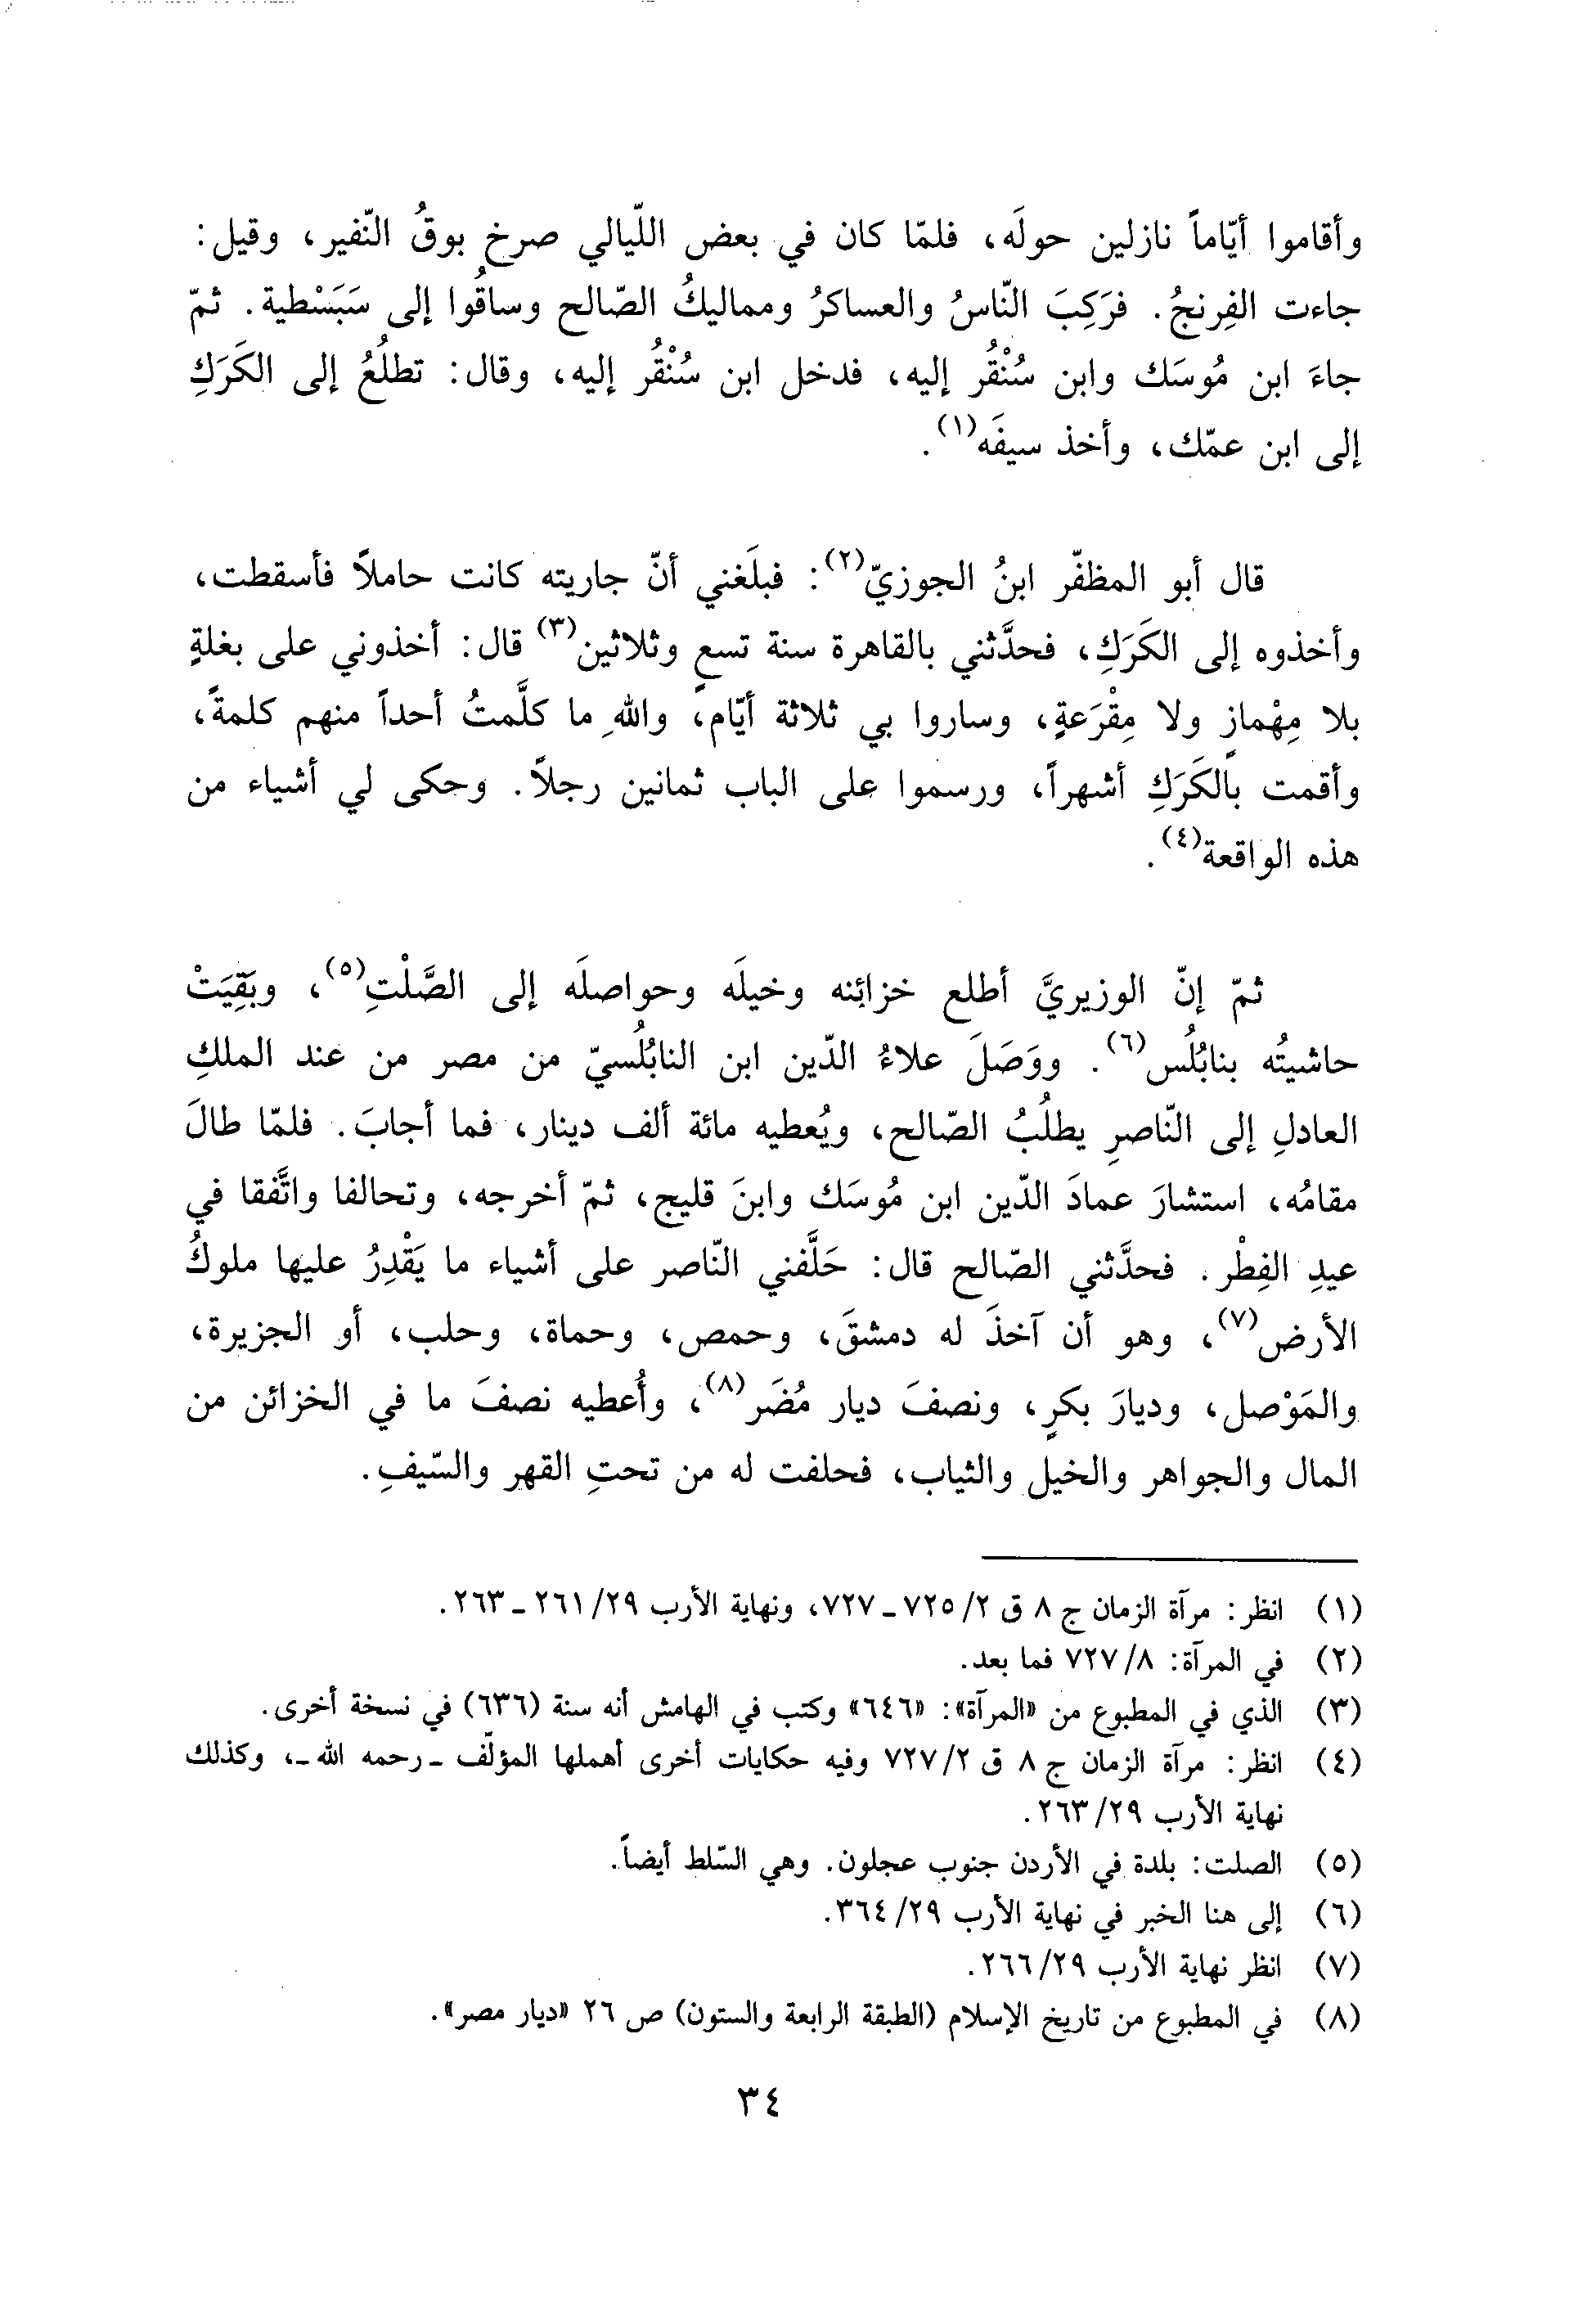 وأقاموا أيّاماً نازلين حولَه، فلمّا كان في بعض اللّيالي صرخ بوقُ النّفير، وقيل:
جاءت الفِرنجُ. فرَكِبَ النّاسُ والعساكرُ ومماليكُ الصّالح وساقُوا إلى سَبَسْطية. ثمّ
جاءَ ابن مُوسَك وابن سُنْقُر إليه، فدخل ابن سُنْقُر إليه، وقال: تطلُعُ إلى الكَرَكِ
إلى ابن عمّك، وأخذ سيفَه(١).
قال أبو المظفّر ابنُ الجوزيّ(٢): فبلَغني أنّ جاريته كانت حاملاً فأسقطت،
وأخذوه إلى الكَرَكِ، فحدَّثني بالقاهرة سنة تسعٍ وثلاثين(٣) قال: أخذوني على بغلةٍ
بلا مِهْمازٍ ولا مِقْرَعةٍ، وساروا بي ثلاثة أيّام، واللهِ ما كلَّمتُ أحداً منهم كلمةً،
وأقمت بالكَرَكِ أشهراً، ورسموا على الباب ثمانين رجلاً. وحكى لي أشياء من
هذه الواقعة(٤).
ثمّ إنّ الوزيريَّ أطلع خزائنه وخيلَه وحواصلَه إلى الصَّلْتِ(٥)، وبَقِيَتْ
حاشيتُه بنابُلُس(٦). ووَصَلَ علاءُ الدّين ابن النابُلُسيّ من مصر من عند الملكِ
العادلِ إلى النّاصرِ يطلُبُ الصّالح، ويُعطيه مائة ألف دينار، فما أجابَ. فلمّا طالَ
مقامُه، استشارَ عمادَ الدّين ابن مُوسَك وابنَ قليج، ثمّ أخرجه، وتحالفا واتَّفقا في
عيدِ الفِطْر. فحدَّثني الصّالح قال: حَلَّفني النّاصر على أشياء ما يَقْدِرُ عليها ملوكُ
الأرض(٧)، وهو أن آخذَ له دمشقَ، وحمص، وحماة، وحلب، أو الجزيرة،
والمَوْصل، وديارَ بكرٍ، ونصفَ ديار مُضَر(٨)، وأُعطيه نصفَ ما في الخزائن من
المال والجواهر والخيل والثياب، فحلفت له من تحتِ القهر والسّيفِ.
(١) انظر: مرآة الزمان ج ٨ ق ٢/ ٧٢٥ ـ ٧٢٧، ونهاية الأرب ٢٩/ ٢٦١ ـ ٢٦٣.
(٢) في المرآة: ٨/ ٧٢٧ فما بعد.
(٣) الذي في المطبوع من «المرآة»: «٦٤٦» وكتب في الهامش أنه سنة (٦٣٦) في نسخة أخرى.
(٤) انظر: مرآة الزمان ج ٨ ق ٢/ ٧٢٧ وفيه حكايات أخرى أهملها المؤلّف ـ رحمه الله ـ، وكذلك
نهاية الأرب ٢٩/ ٢٦٣.
(٥) الصلت: بلدة في الأردن جنوب عجلون. وهي السّلط أيضاً.
(٦) إلى هنا الخبر في نهاية الأرب ٢٩/ ٣٦٤.
(٧) انظر نهاية الأرب ٢٩/ ٢٦٦.
(٨) في المطبوع من تاريخ الإسلام (الطبقة الرابعة والستون) ص ٢٦ «ديار مصر».
٣٤